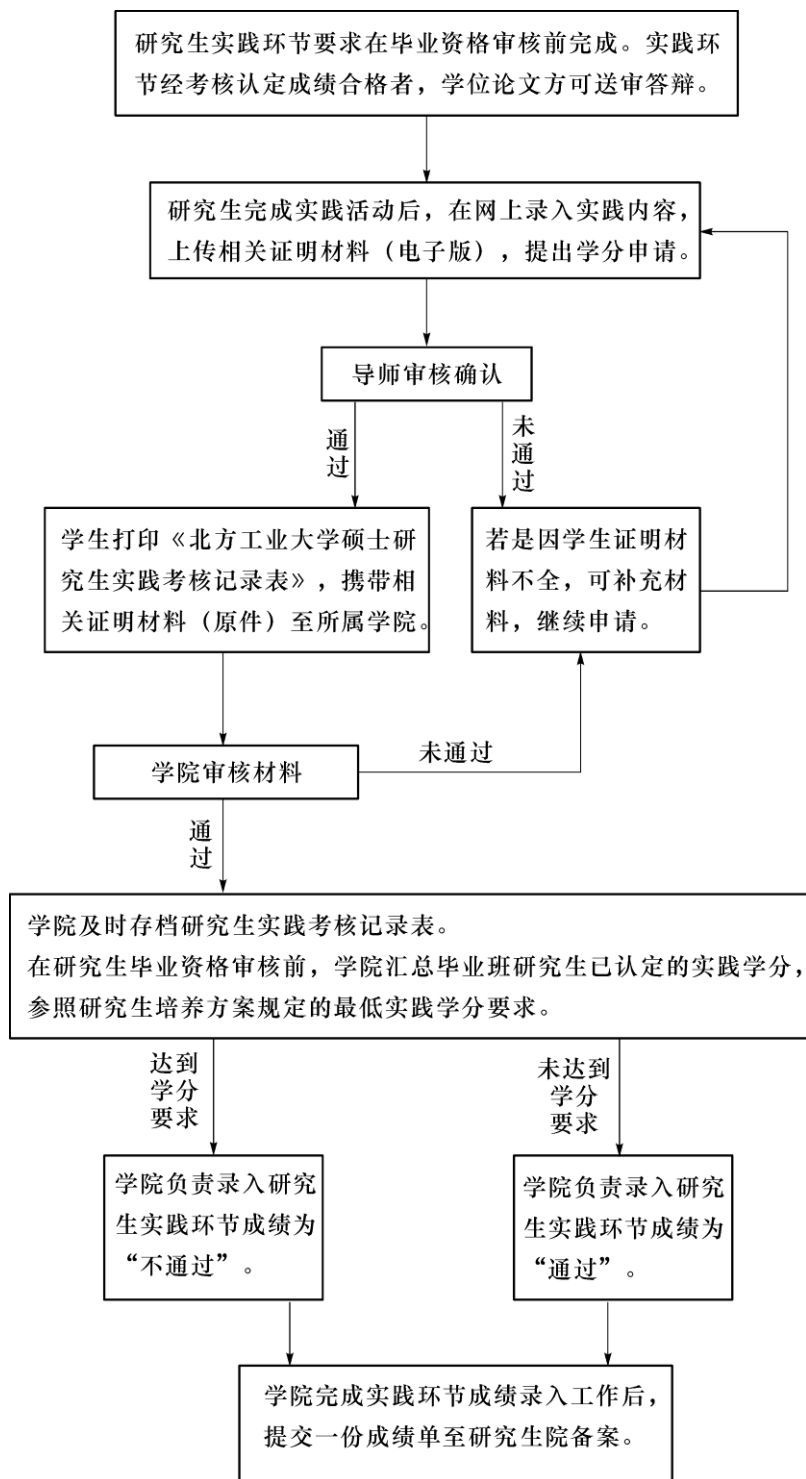 研究生实践环节要求在毕业资格审核前完成。实践环
节经考核认定成绩合格者，学位论文方可送审答辩。
研究生完成实践活动后，在网上录入实践内容，
上传相关证明材料（电子版），提出学分申请。
导师审核确认
通过
未通过
学生打印《北方工业大学硕士研
究生实践考核记录表》，携带相
关证明材料（原件）至所属学院。
若是因学生证明材
料不全，可补充材
料，继续申请。
学院审核材料
未通过
通过
学院及时存档研究生实践考核记录表。
在研究生毕业资格审核前，学院汇总毕业班研究生已认定的实践学分，
参照研究生培养方案规定的最低实践学分要求。
达到
学分
要求
未达到
学分
要求
学院负责录入研究
生实践环节成绩为
“不通过”。
学院负责录入研究
生实践环节成绩为
“通过”。
学院完成实践环节成绩录入工作后，
提交一份成绩单至研究生院备案。